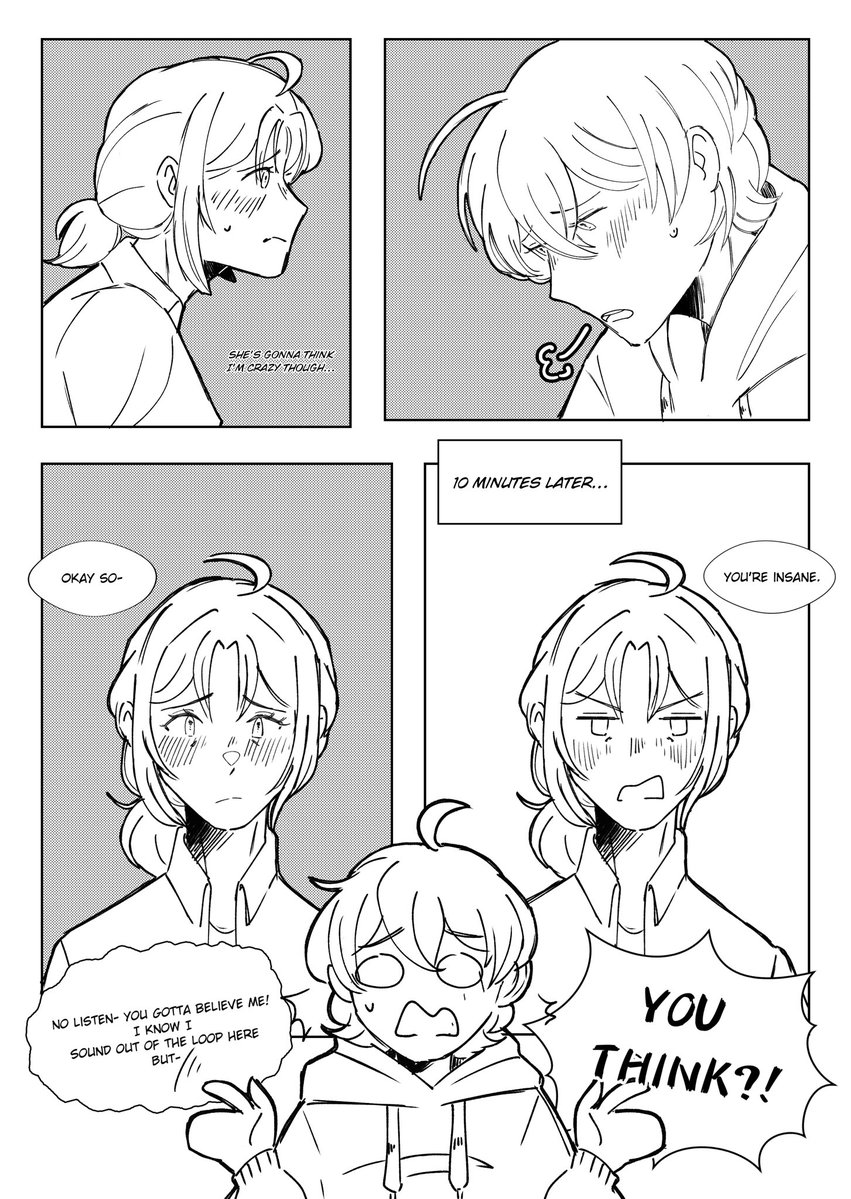 SHE'S GONNA THINK
I'M CRAZY THOUGH...
10 MINUTES LATER...
OKAY SO-
YOU'RE INSANE.
NO LISTEN- YOU GOTTA BELIEVE ME!
I KNOW I
SOUND OUT OF THE LOOP HERE
BUT-
YOU
THINK?!